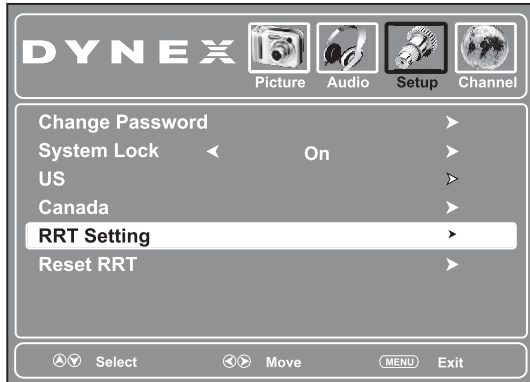 DYNEX
Picture Audio Setup Channel
Change Password
System Lock On
US
Canada
RRT Setting
Reset RRT
Select Move MENU Exit